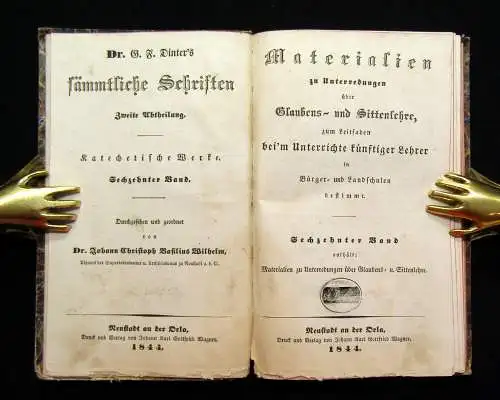 Dr. G. F. Dinter's
sämmtliche Schriften
Zweite Abtheilung.
Katechetische Werke.
Sechzehnter Band.
Durchgesehen und geordnet
von
Dr. Johann Christoph Basilius Wilhelm,
zu Neustadt a. d. O.
Neustadt an der Orla,
Druck und Verlag von Johann Karl Gottfried Wagner.
1844.
Materialien
zu Unterredungen
über
Glaubens- und Sittenlehre,
zum Leitfaden
bei'm Unterrichte künftiger Lehrer
in
Bürger- und Landschulen
bestimmt.
Sechzehnter Band
enthält:
Materialien zu Unterredungen über Glaubens- u. Sittenlehre.
Neustadt an der Orla,
Druck und Verlag von Johann Karl Gottfried Wagner.
1844.